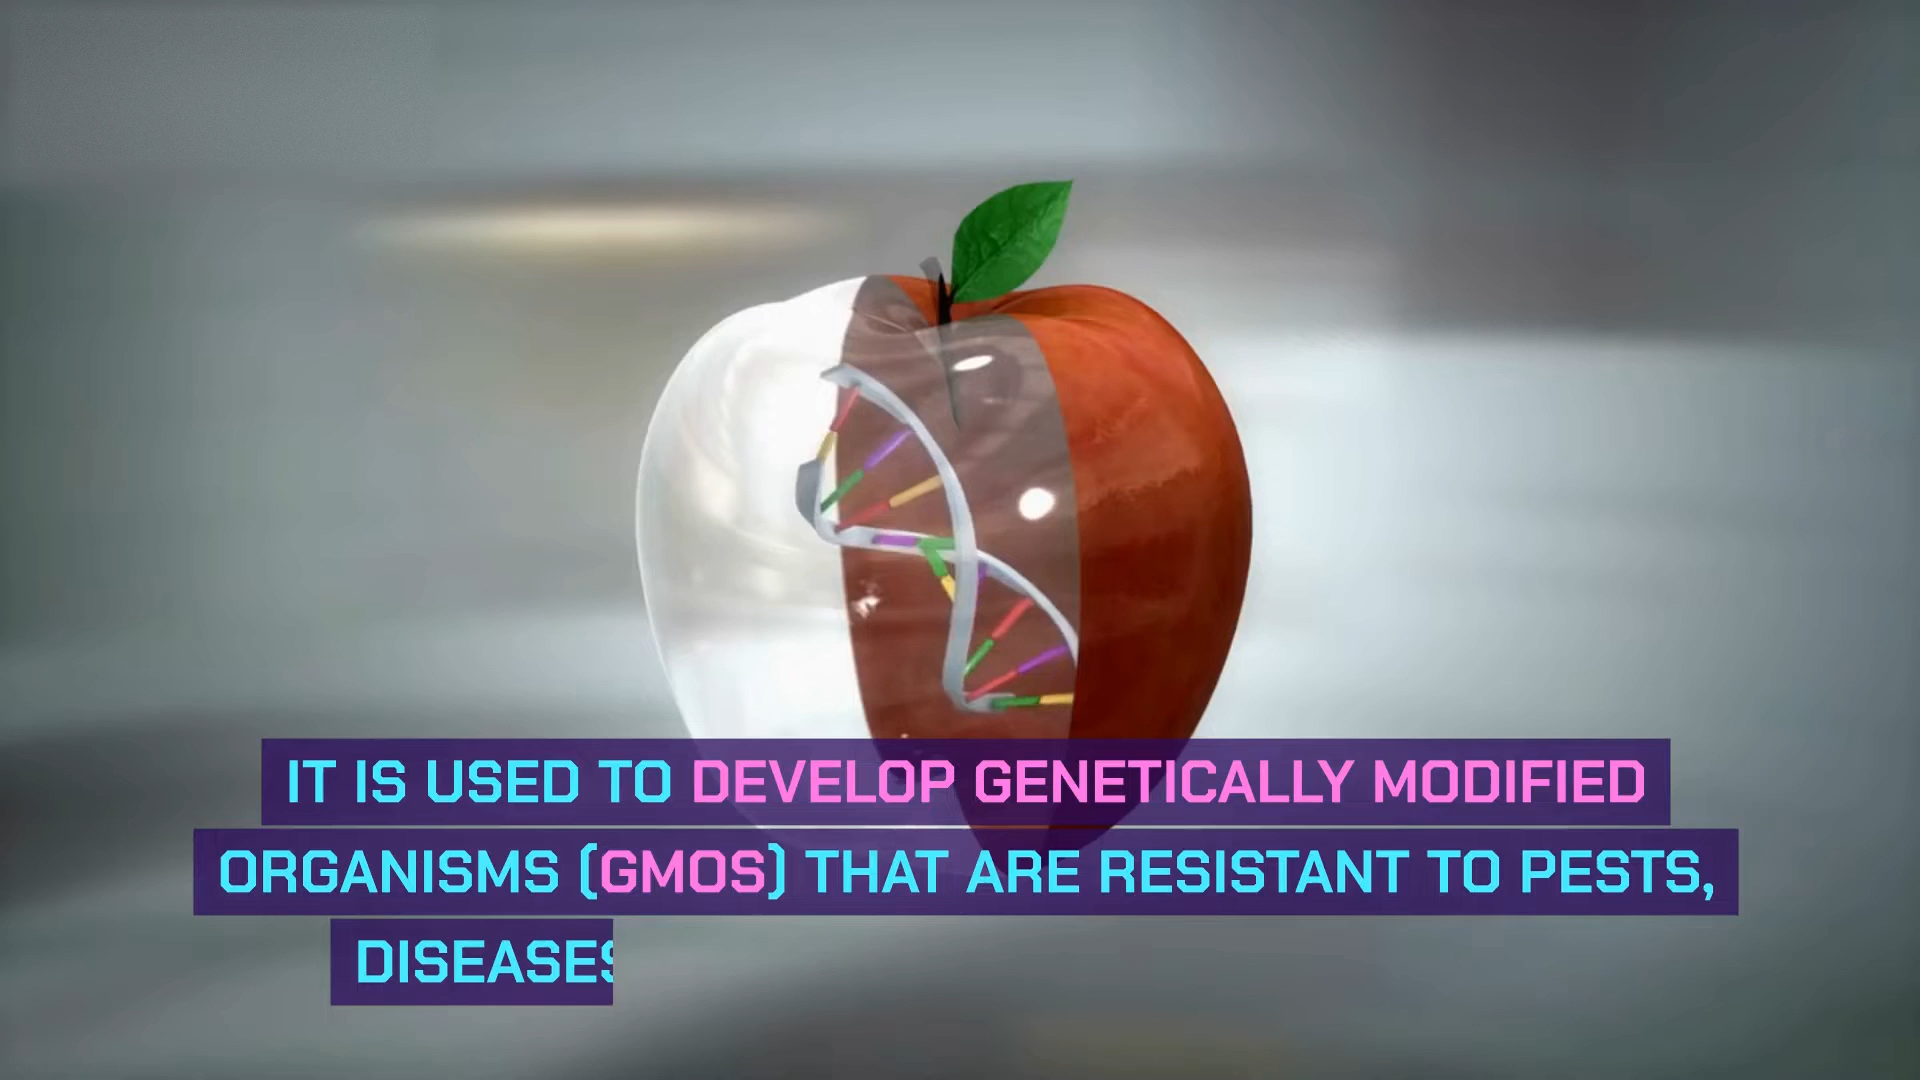 IT IS USED TO DEVELOP GENETICALLY MODIFIED
ORGANISMS (GMOS) THAT ARE RESISTANT TO PESTS,
DISEASES